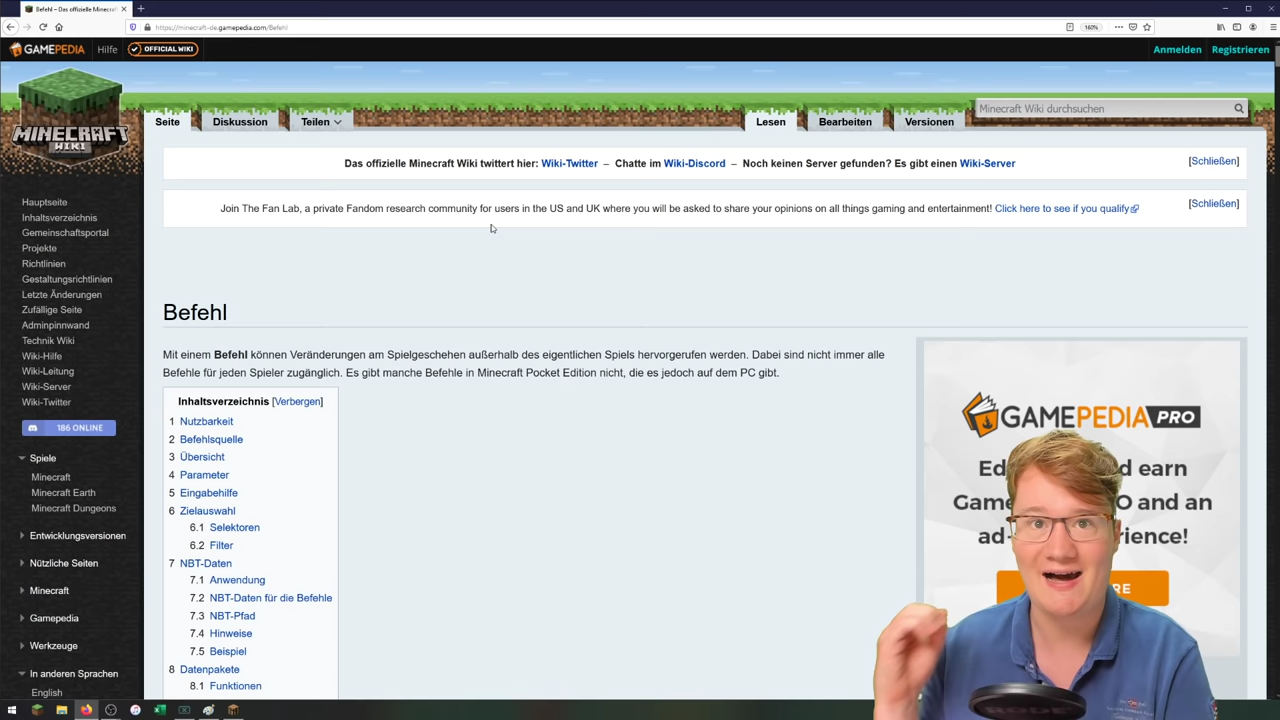 Befehl – Das offizielle Minecraft
https://minecraft-de.gamepedia.com/Befehl
160%
GAMEPEDIA
Hilfe
OFFICIAL WIKI
Anmelden
Registrieren
MINECRAFT
WIKI
Seite
Diskussion
Teilen
Lesen
Bearbeiten
Versionen
Minecraft Wiki durchsuchen
Das offizielle Minecraft Wiki twittert hier: Wiki-Twitter – Chatte im Wiki-Discord – Noch keinen Server gefunden? Es gibt einen Wiki-Server
[Schließen]
Join The Fan Lab, a private Fandom research community for users in the US and UK where you will be asked to share your opinions on all things gaming and entertainment! Click here to see if you qualify
[Schließen]
Hauptseite
Inhaltsverzeichnis
Gemeinschaftsportal
Projekte
Richtlinien
Gestaltungsrichtlinien
Letzte Änderungen
Zufällige Seite
Adminpinnwand
Technik Wiki
Wiki-Hilfe
Wiki-Leitung
Wiki-Server
Wiki-Twitter
186 ONLINE
Spiele
Minecraft
Minecraft Earth
Minecraft Dungeons
Entwicklungsversionen
Nützliche Seiten
Minecraft
Gamepedia
Werkzeuge
In anderen Sprachen
English
Befehl
Mit einem Befehl können Veränderungen am Spielgeschehen außerhalb des eigentlichen Spiels hervorgerufen werden. Dabei sind nicht immer alle
Befehle für jeden Spieler zugänglich. Es gibt manche Befehle in Minecraft Pocket Edition nicht, die es jedoch auf dem PC gibt.
Inhaltsverzeichnis [Verbergen]
1 Nutzbarkeit
2 Befehlsquelle
3 Übersicht
4 Parameter
5 Eingabehilfe
6 Zielauswahl
6.1 Selektoren
6.2 Filter
7 NBT-Daten
7.1 Anwendung
7.2 NBT-Daten für die Befehle
7.3 NBT-Pfad
7.4 Hinweise
7.5 Beispiel
8 Datenpakete
8.1 Funktionen
GAMEPEDIA PRO
Ed d earn
Game O and an
ad- rience!
RE
RODE